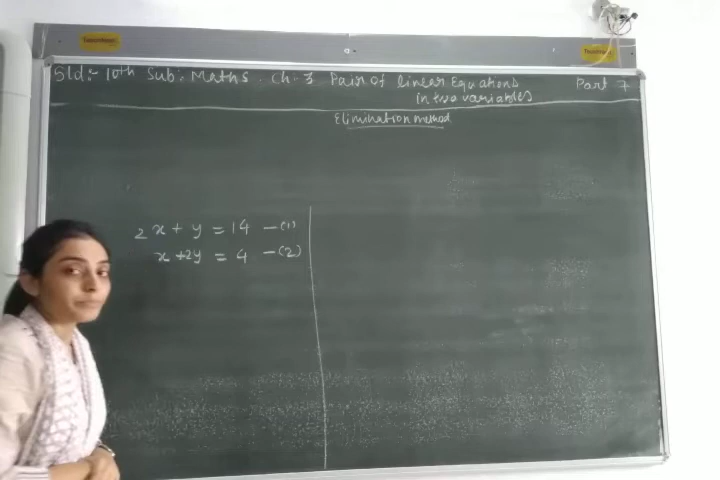 Std:- 10th Sub: Maths. Ch. 3 Pair of linear Equations
in two variables
Part 7
Elimination method
2x + y = 14 —(1)
x + 2y = 4 —(2)